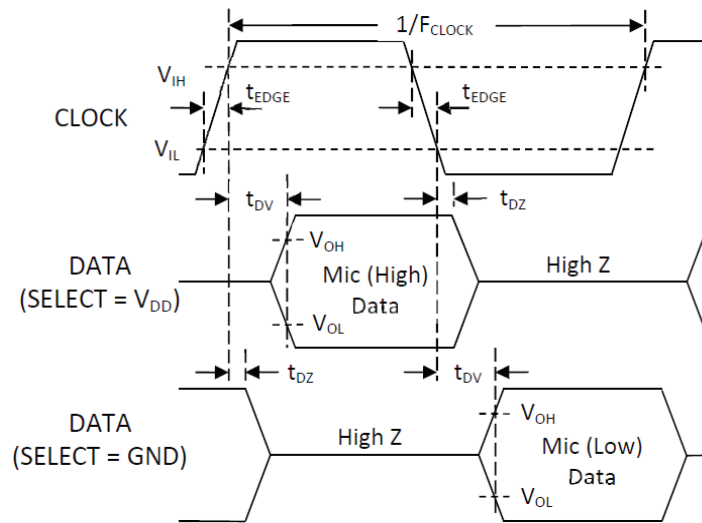 1/FCLOCK
VIH
tEDGE
tEDGE
CLOCK
VIL
tDV
tDZ
VOH
DATA
(SELECT = VDD)
Mic (High)
Data
High Z
VOL
tDZ
tDV
DATA
(SELECT = GND)
High Z
VOH
Mic (Low)
Data
VOL